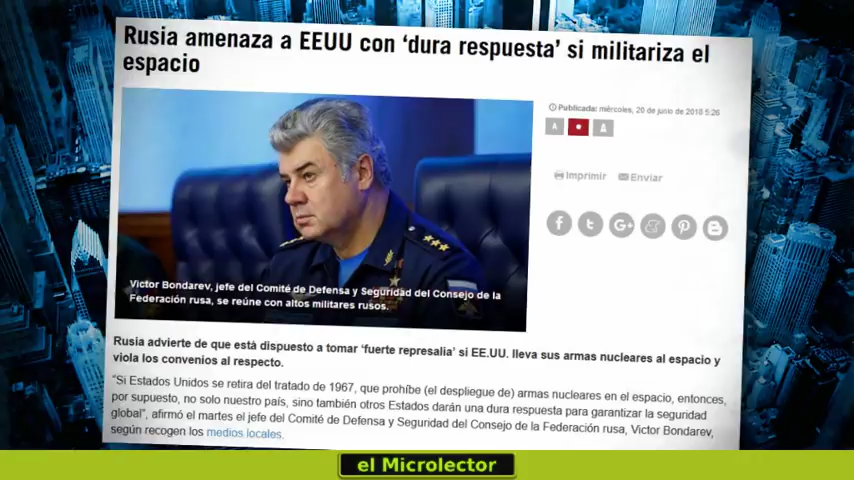 Rusia amenaza a EEUU con ‘dura respuesta’ si militariza el
espacio
Publicada: miércoles, 20 de junio de 2018 5:26
A
A
Imprimir Enviar
Victor Bondarev, jefe del Comité de Defensa y Seguridad del Consejo de la
Federación rusa, se reúne con altos militares rusos.
Rusia advierte de que está dispuesto a tomar ‘fuerte represalia’ si EE.UU. lleva sus armas nucleares al espacio y
viola los convenios al respecto.
“Si Estados Unidos se retira del tratado de 1967, que prohíbe (el despliegue de) armas nucleares en el espacio, entonces,
por supuesto, no solo nuestro país, sino también otros Estados darán una dura respuesta para garantizar la seguridad
global”, afirmó el martes el jefe del Comité de Defensa y Seguridad del Consejo de la Federación rusa, Victor Bondarev,
según recogen los medios locales.
el Microlector